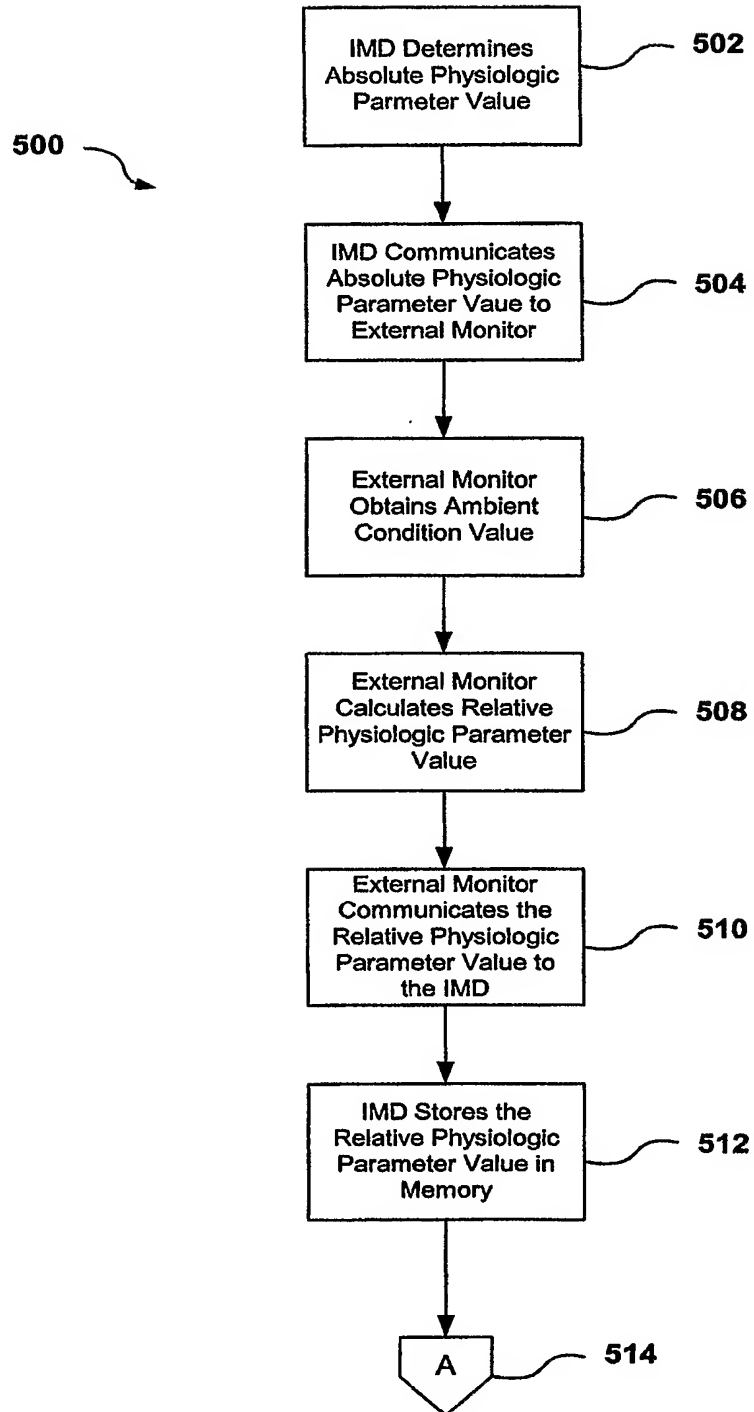 IMD Determines
Absolute Physiologic
Parmeter Value
502
500
IMD Communicates
Absolute Physiologic
Parameter Vaue to
External Monitor
504
External Monitor
Obtains Ambient
Condition Value
506
External Monitor
Calculates Relative
Physiologic Parameter
Value
508
External Monitor
Communicates the
Relative Physiologic
Parameter Value to
the IMD
510
IMD Stores the
Relative Physiologic
Parameter Value in
Memory
512
A
514